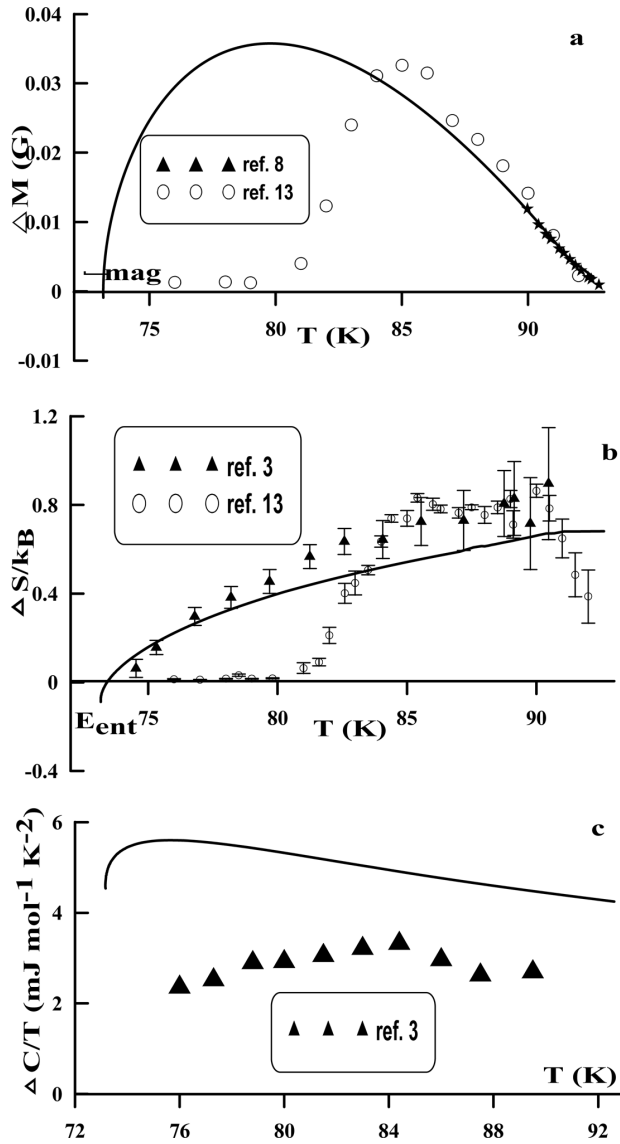 0.04
a
0.03
0.02
ΔM (G)
ref. 8
ref. 13
0.01
mag
0
75 80 85 90
T (K)
-0.01
1.2
b
ref. 3
ref. 13
0.8
ΔS/kB
0.4
0
75 80 85 90
Eent
T (K)
-0.4
6
c
ΔC/T (mJ mol-1 K-2)
4
2
ref. 3
T (K)
0
72 76 80 84 88 92